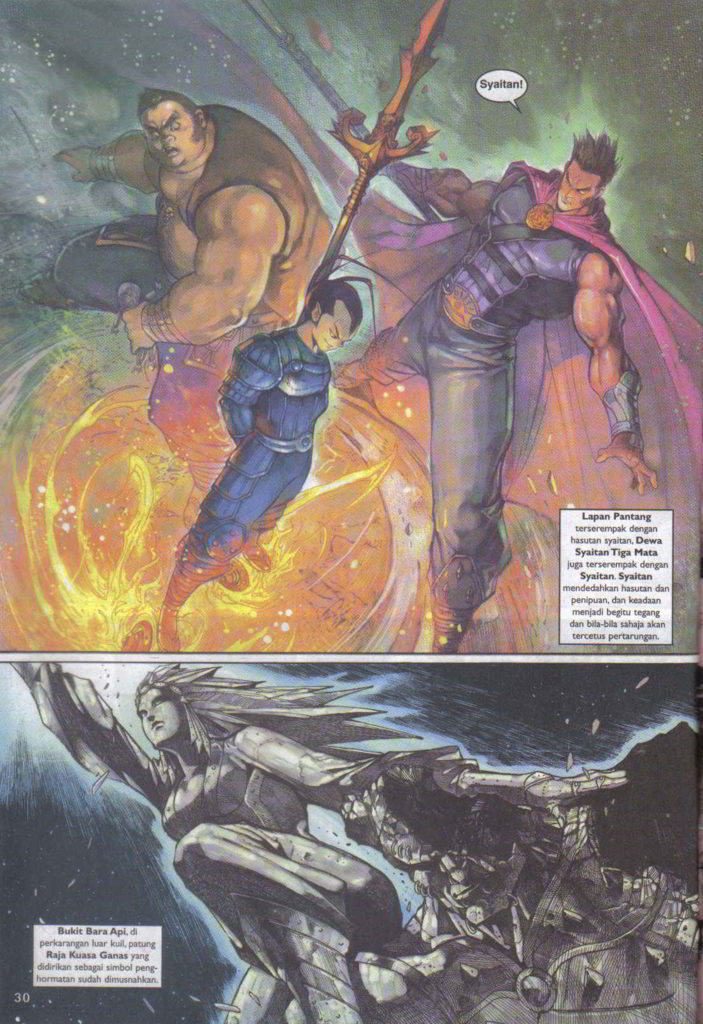 Syaitan!
Lapan Pantang
terserempak dengan
hasutan syaitan, Dewa
Syaitan Tiga Mata
juga terserempak dengan
Syaitan. Syaitan
mendedahkan hasutan dan
penipuan, dan keadaan
menjadi begitu tegang
dan bila-bila sahaja akan
tercetus pertarungan.
Bukit Bara Api, di
perkarangan luar kuil, patung
Raja Kuasa Ganas yang
didirikan sebagai simbol peng-
hormatan sudah dimusnahkan.
30